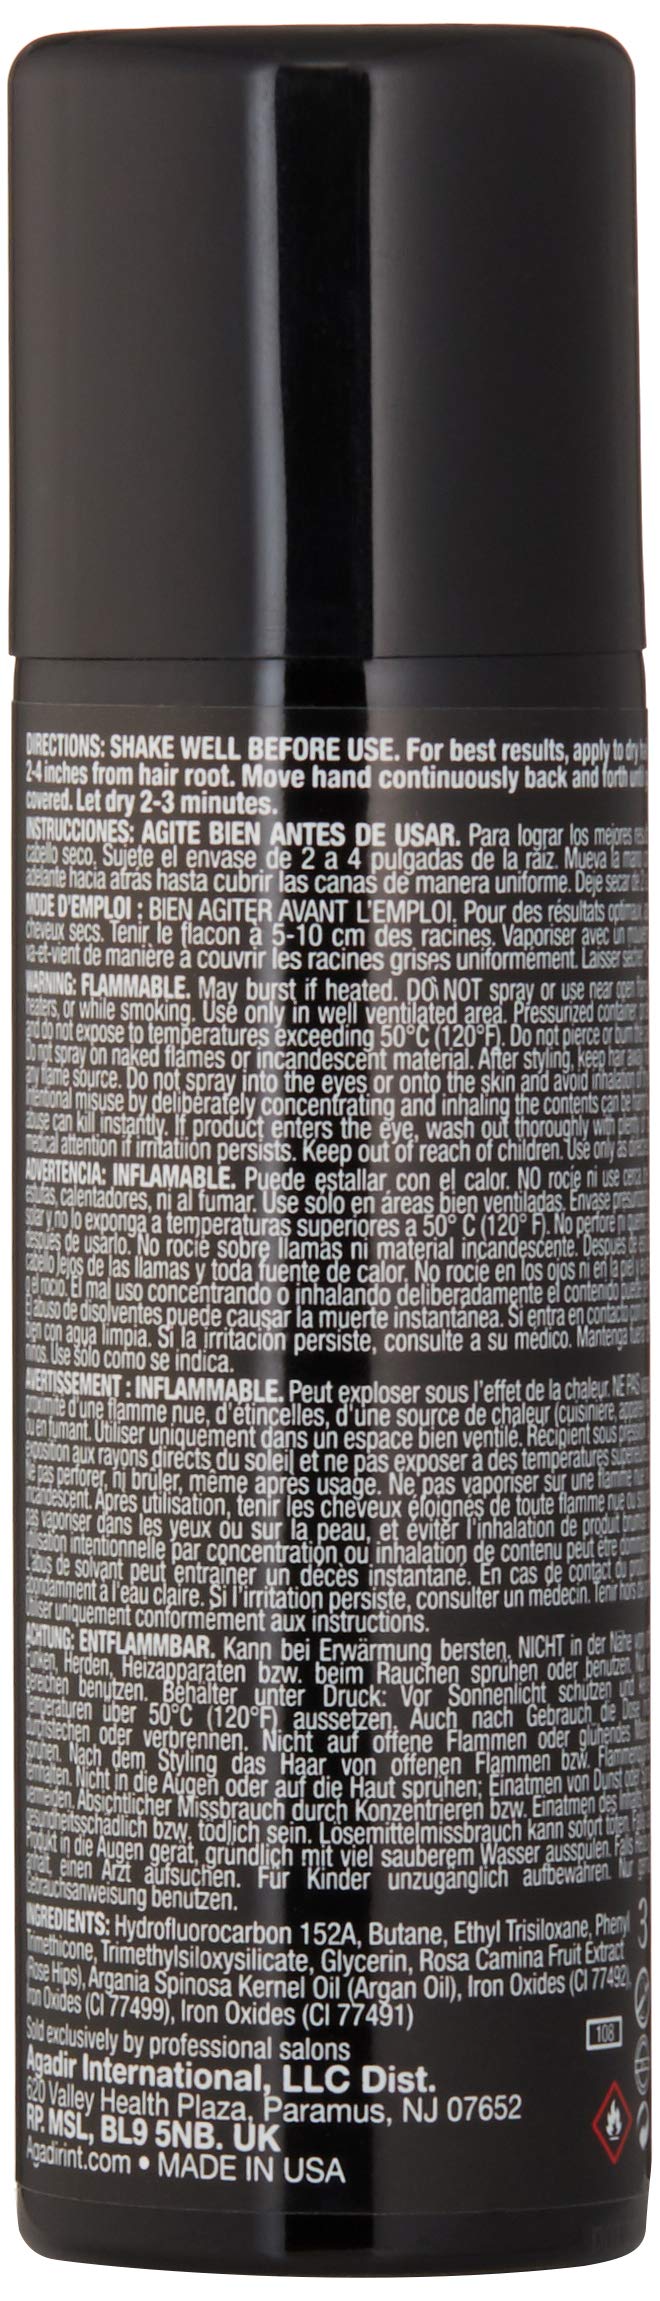 DIRECTIONS: SHAKE WELL BEFORE USE. For best results, apply to dry
2-4 inches from hair root. Move hand continuously back and forth until
covered. Let dry 2-3 minutes.
INSTRUCCIONES: AGITE BIEN ANTES DE USAR. Para lograr los mejores
cabello seco. Sujete el envase de 2 a 4 pulgadas de la raíz. Mueva la mano
adelante hacia atrás hasta cubrir las canas de manera uniforme. Deje secar de 2
MODE D'EMPLOI : BIEN AGITER AVANT L'EMPLOI. Pour des résultats optimaux,
cheveux secs. Tenir le flacon à 5-10 cm des racines. Vaporiser avec un
va-et-vient de manière à couvrir les racines grises uniformément. Laisser sécher
WARNING: FLAMMABLE. May burst if heated. DO NOT spray or use near open
heaters, or while smoking. Use only in well ventilated area. Pressurized container:
and do not expose to temperatures exceeding 50°C (120°F). Do not pierce or burn
Do not spray on naked flames or incandescent material. After styling, keep hair away
any flame source. Do not spray into the eyes or onto the skin and avoid inhalation of
Intentional misuse by deliberately concentrating and inhaling the contents can be
abuse can kill instantly. If product enters the eye, wash out thoroughly with plenty
medical attention if irritatiion persists. Keep out of reach of children. Use only as
ADVERTENCIA: INFLAMABLE. Puede estallar con el calor. NO rocíe ni use cerca
estufas, calentadores, ni al fumar. Use sólo en áreas bien ventiladas. Envase
solar y no lo exponga a temperaturas superiores a 50° C (120° F). No perfore ni
después de usarlo. No rocíe sobre llamas ni material incandescente. Después de
cabello lejos de las llamas y toda fuente de calor. No rocíe en los ojos ni en la piel y
o el rocío. El mal uso concentrando o inhalando deliberadamente el contenido puede
El abuso de disolventes puede causar la muerte instantánea. Si entra en contacto
bien con agua limpia. Si la irritación persiste, consulte a su médico. Mantenga fuera
niños. Use sólo como se indica.
AVERTISSEMENT : INFLAMMABLE. Peut exploser sous l'effet de la chaleur. NE PAS
proximité d'une flamme nue, d'étincelles, d'une source de chaleur (cuisinière,
ou en fumant. Utiliser uniquement dans un espace bien ventilé. Récipient sous pression
exposition aux rayons directs du soleil et ne pas exposer à des températures
Ne pas perforer, ni brûler, même après usage. Ne pas vaporiser sur une flamme
incandescent. Après utilisation, tenir les cheveux éloignés de toute flamme nue ou
pas vaporiser dans les yeux ou sur la peau, et éviter l'inhalation de produit
utilisation intentionnelle par concentration ou inhalation de contenu peut être
L'abus de solvant peut entraîner un décès instantané. En cas de contact du
abondamment à l'eau claire. Si l'irritation persiste, consulter un médecin. Tenir hors de
Utiliser uniquement conformément aux instructions.
ACHTUNG: ENTFLAMMBAR. Kann bei Erwärmung bersten. NICHT in der Nähe
Funken, Herden, Heizapparaten bzw. beim Rauchen sprühen oder benutzen.
benutzen. Behälter unter Druck: Vor Sonnenlicht schützen und
Temperaturen über 50°C (120°F) aussetzen. Auch nach Gebrauch die Dose
durchstechen oder verbrennen. Nicht auf offene Flammen oder glühendes
sprühen. Nach dem Styling das Haar von offenen Flammen bzw.
Nicht in die Augen oder auf die Haut sprühen; Einatmen von Dunst oder
vermeiden. Absichtlicher Missbrauch durch Konzentrieren bzw. Einatmen des
gesundheitsschädlich bzw. tödlich sein. Lösemittelmissbrauch kann sofort töten.
Produkt in die Augen gerät, gründlich mit viel sauberem Wasser ausspülen. Falls
anhält, einen Arzt aufsuchen. Für Kinder unzugänglich aufbewahren. Nur
Gebrauchsanweisung benutzen.
INGREDIENTS: Hydrofluorocarbon 152A, Butane, Ethyl Trisiloxane, Phenyl
Trimethicone, Trimethylsiloxysilicate, Glycerin, Rosa Camina Fruit Extract
(Rose Hips), Argania Spinosa Kernel Oil (Argan Oil), Iron Oxides (CI 77492),
Iron Oxides (CI 77499), Iron Oxides (CI 77491)
108
Sold exclusively by professional salons
Agadir International, LLC Dist.
620 Valley Health Plaza, Paramus, NJ 07652
RP. MSL, BL9 5NB. UK
Agadirint.com • MADE IN USA